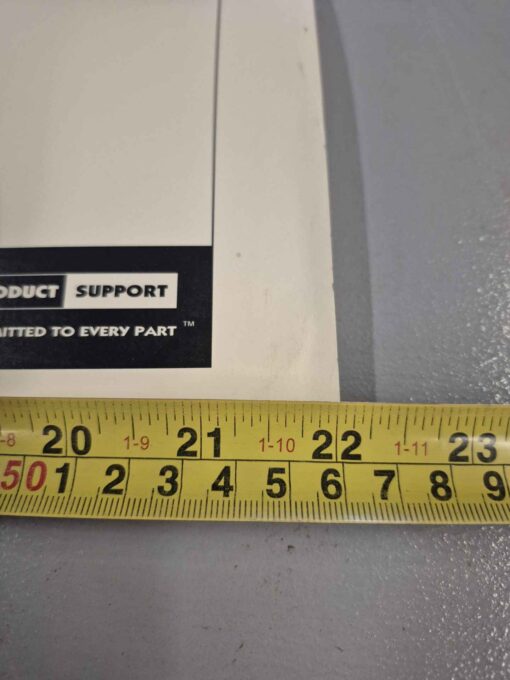 ODUCT SUPPORT
ITTED TO EVERY PART ™
-8 20 1-9 21 1-10 22 1-11 23
50 1 2 3 4 5 6 7 8 9